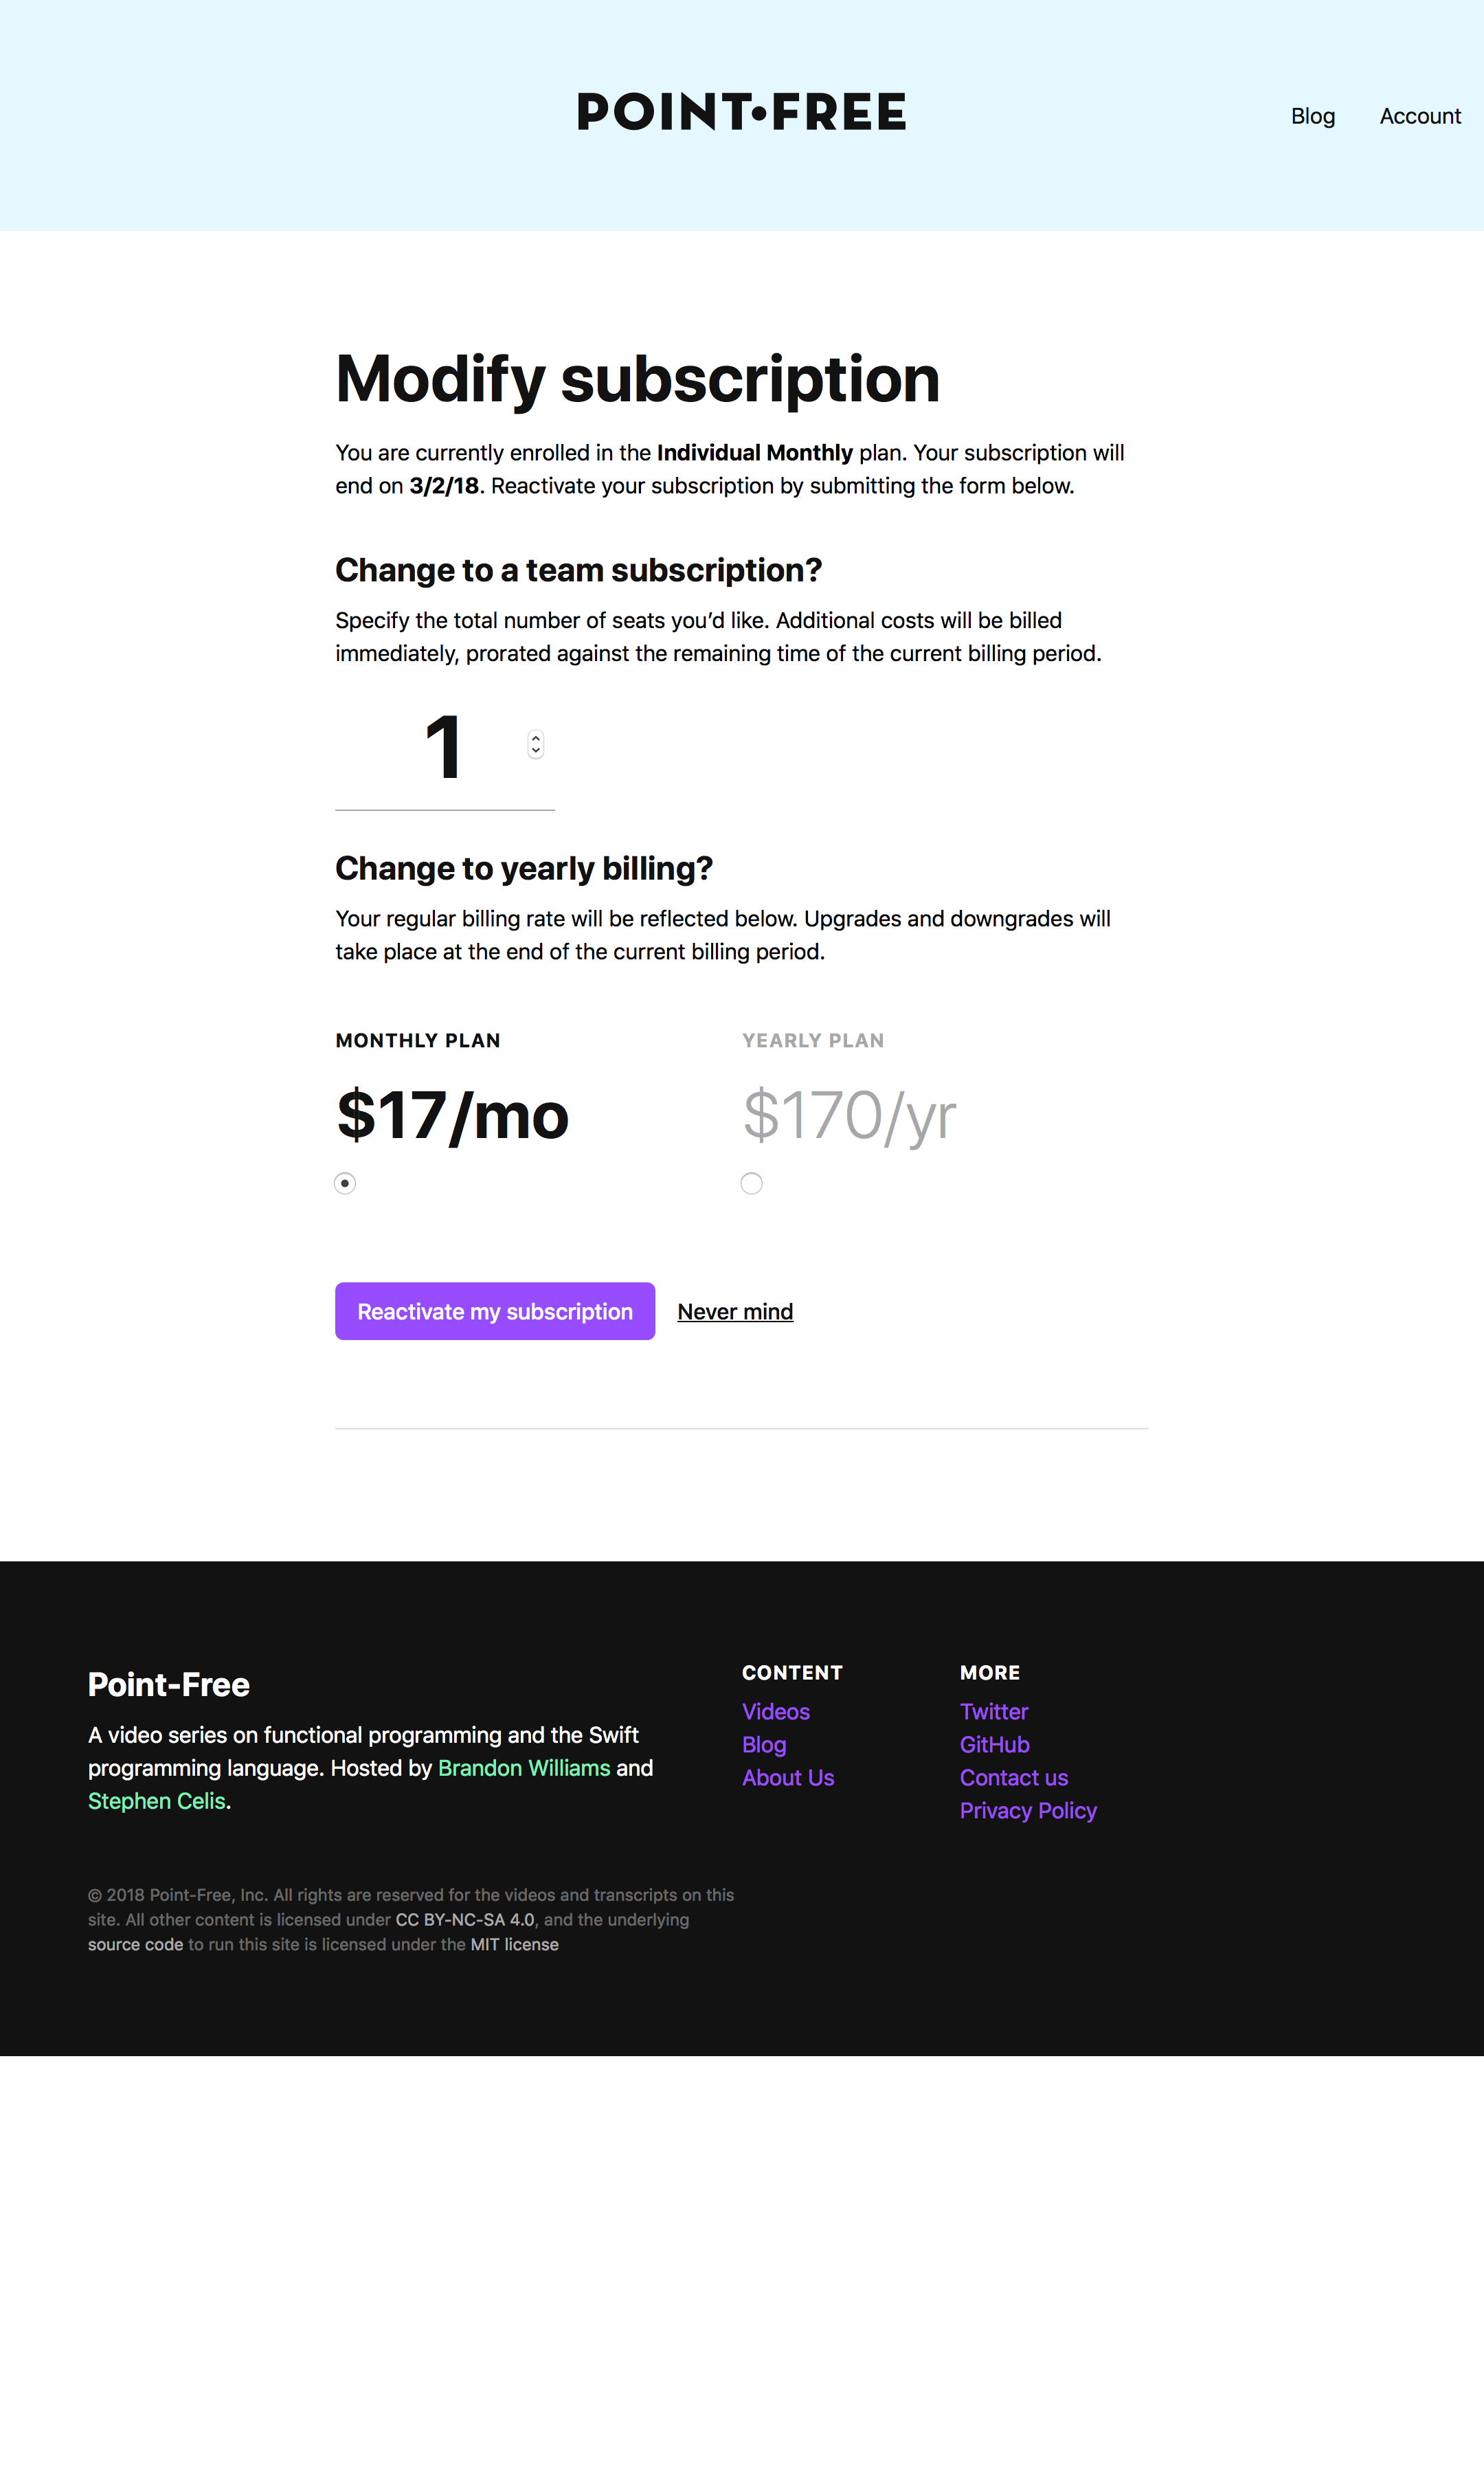 POINT•FREE
Blog
Account
Modify subscription
You are currently enrolled in the Individual Monthly plan. Your subscription will
end on 3/2/18. Reactivate your subscription by submitting the form below.
Change to a team subscription?
Specify the total number of seats you’d like. Additional costs will be billed
immediately, prorated against the remaining time of the current billing period.
1
Change to yearly billing?
Your regular billing rate will be reflected below. Upgrades and downgrades will
take place at the end of the current billing period.
MONTHLY PLAN
$17/mo
YEARLY PLAN
$170/yr
Reactivate my subscription
Never mind
Point-Free
A video series on functional programming and the Swift
programming language. Hosted by Brandon Williams and
Stephen Celis.
CONTENT
Videos
Blog
About Us
MORE
Twitter
GitHub
Contact us
Privacy Policy
© 2018 Point-Free, Inc. All rights are reserved for the videos and transcripts on this
site. All other content is licensed under CC BY-NC-SA 4.0, and the underlying
source code to run this site is licensed under the MIT license